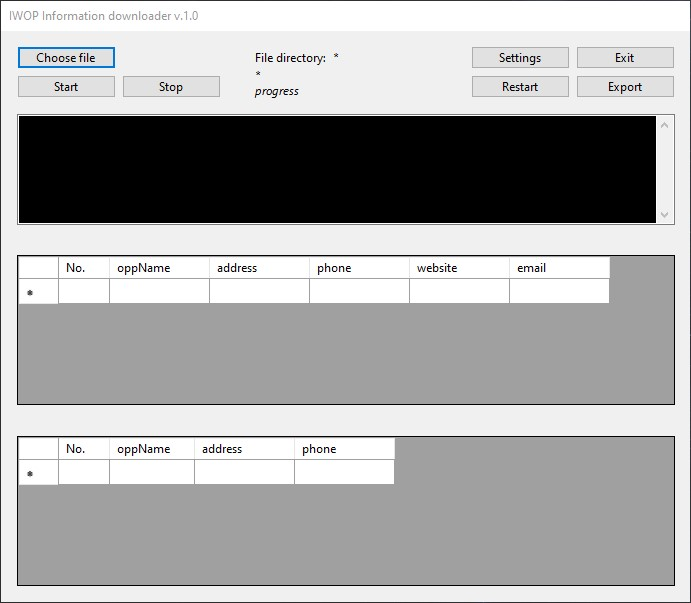 IWOP Information downloader v.1.0
Choose file File directory: * Settings Exit
*
Start Stop progress Restart Export
No. oppName address phone website email
*
No. oppName address phone
*